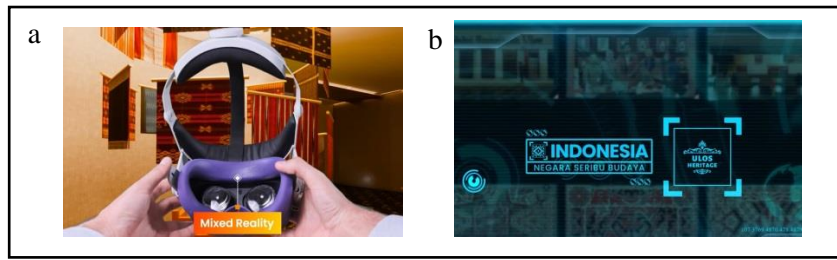 a
b
Mixed Reality
INDONESIA
NEGARA SERIBU BUDAYA
ULOS
HERITAGE